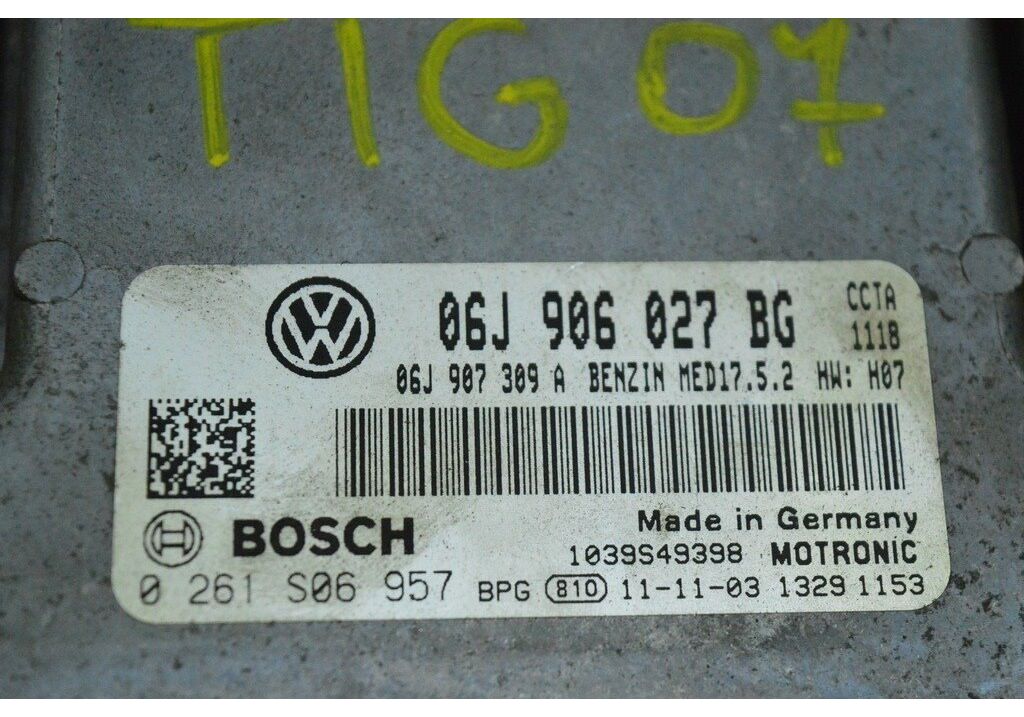 TIG 07
06J 906 027 BG CCTA
1118
06J 907 309 A BENZIN MED17.5.2 HW: H07
BOSCH
Made in Germany
1039S49398 MOTRONIC
0 261 S06 957 BPG 810 11-11-03 1329 1153